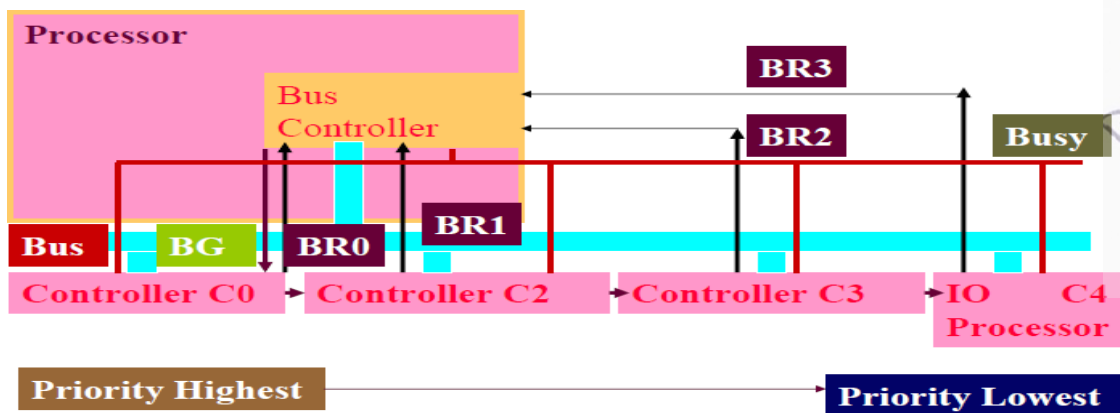 Processor
Bus
Controller
BR3
BR2
Busy
BR1
Bus
BG
BR0
Controller C0
Controller C2
Controller C3
IO C4
Processor
Priority Highest
Priority Lowest